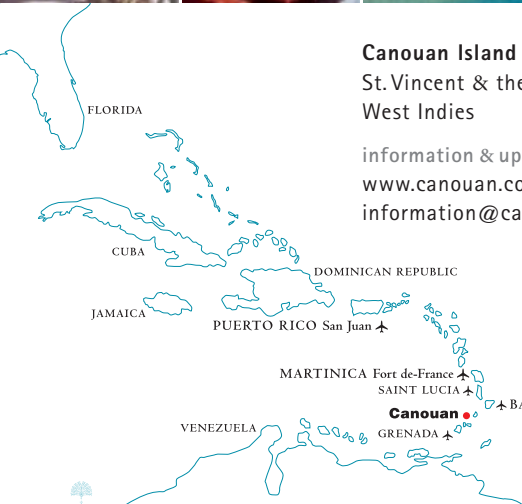 Canouan Island
St. Vincent & the
West Indies
information & up
www.canouan.co
information@ca
FLORIDA
CUBA
DOMINICAN REPUBLIC
JAMAICA
PUERTO RICO San Juan
MARTINICA Fort de-France
SAINT LUCIA
BA
Canouan
VENEZUELA
GRENADA